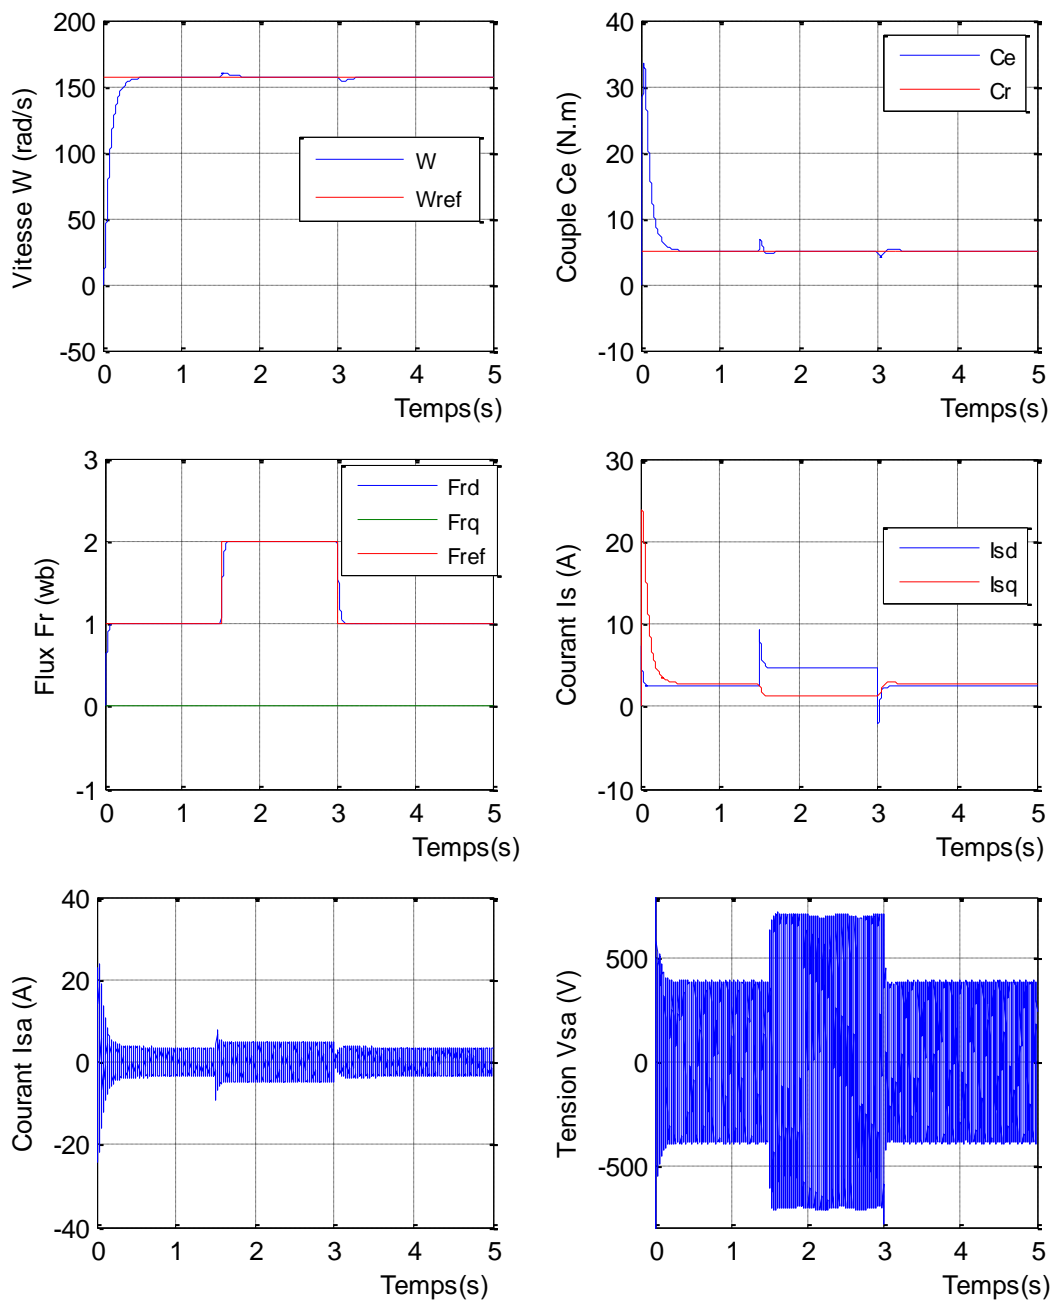 200
150
100
50
0
-50
Vitesse W (rad/s)
W
Wref
0 1 2 3 4 5
Temps(s)
40
30
20
10
0
-10
Couple Ce (N.m)
Ce
Cr
0 1 2 3 4 5
Temps(s)
3
2
1
0
-1
Flux Fr (wb)
Frd
Frq
Fref
0 1 2 3 4 5
Temps(s)
30
20
10
0
-10
Courant Is (A)
Isd
Isq
0 1 2 3 4 5
Temps(s)
40
20
0
-20
-40
Courant Isa (A)
0 1 2 3 4 5
Temps(s)
500
0
-500
Tension Vsa (V)
0 1 2 3 4 5
Temps(s)